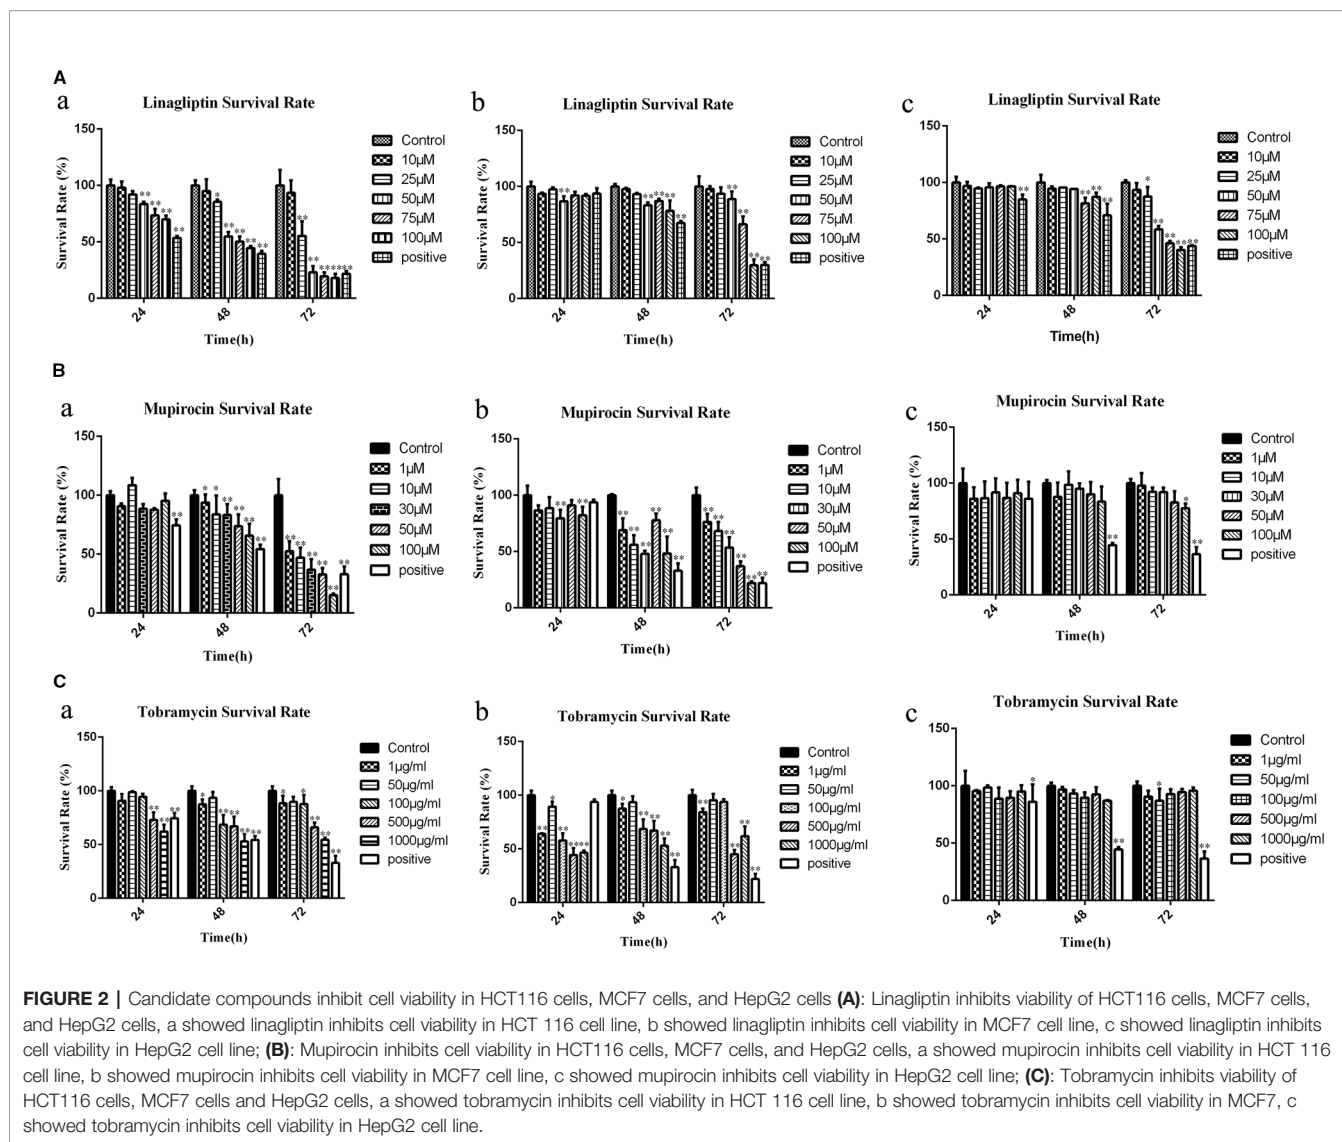 A
a
Linagliptin Survival Rate
Survival Rate (%)
150
100
50
0
24
48
72
Time(h)
Control
10µM
25µM
50µM
75µM
100µM
positive
** ** ** **
* ** ** ** **
** ** ** ** ** **
b
Linagliptin Survival Rate
Survival Rate (%)
150
100
50
0
24
48
72
Time(h)
Control
10µM
25µM
50µM
75µM
100µM
positive
**
** ** ** **
** ** ** **
c
Linagliptin Survival Rate
Survival Rate (%)
150
100
50
0
24
48
72
Time(h)
Control
10µM
25µM
50µM
75µM
100µM
positive
**
** ** **
* ** ** ** **
B
a
Mupirocin Survival Rate
Survival Rate (%)
150
100
50
0
24
48
72
Time(h)
Control
1µM
10µM
30µM
50µM
100µM
positive
**
* * ** ** ** **
** ** ** ** ** **
b
Mupirocin Survival Rate
Survival Rate (%)
150
100
50
0
24
48
72
Time(h)
Control
1µM
10µM
30µM
50µM
100µM
positive
** **
** ** ** ** ** **
** ** ** ** ** **
c
Mupirocin Survival Rate
Survival Rate (%)
150
100
50
0
24
48
72
Time(h)
Control
1µM
10µM
30µM
50µM
100µM
positive
**
* **
C
a
Tobramycin Survival Rate
Survival Rate (%)
150
100
50
0
24
48
72
Time(h)
Control
1µg/ml
50µg/ml
100µg/ml
500µg/ml
1000µg/ml
positive
** ** **
* ** ** ** **
* * ** ** **
b
Tobramycin Survival Rate
Survival Rate (%)
150
100
50
0
24
48
72
Time(h)
Control
1µg/ml
50µg/ml
100µg/ml
500µg/ml
1000µg/ml
positive
** * ** ** **
* ** ** ** **
** ** ** **
c
Tobramycin Survival Rate
Survival Rate (%)
150
100
50
0
24
48
72
Time(h)
Control
1µg/ml
50µg/ml
100µg/ml
500µg/ml
1000µg/ml
positive
*
**
* **
FIGURE 2 | Candidate compounds inhibit cell viability in HCT116 cells, MCF7 cells, and HepG2 cells (A): Linagliptin inhibits viability of HCT116 cells, MCF7 cells,
and HepG2 cells, a showed linagliptin inhibits cell viability in HCT 116 cell line, b showed linagliptin inhibits cell viability in MCF7 cell line, c showed linagliptin inhibits
cell viability in HepG2 cell line; (B): Mupirocin inhibits cell viability in HCT116 cells, MCF7 cells, and HepG2 cells, a showed mupirocin inhibits cell viability in HCT 116
cell line, b showed mupirocin inhibits cell viability in MCF7 cell line, c showed mupirocin inhibits cell viability in HepG2 cell line; (C): Tobramycin inhibits viability of
HCT116 cells, MCF7 cells and HepG2 cells, a showed tobramycin inhibits cell viability in HCT 116 cell line, b showed tobramycin inhibits cell viability in MCF7, c
showed tobramycin inhibits cell viability in HepG2 cell line.